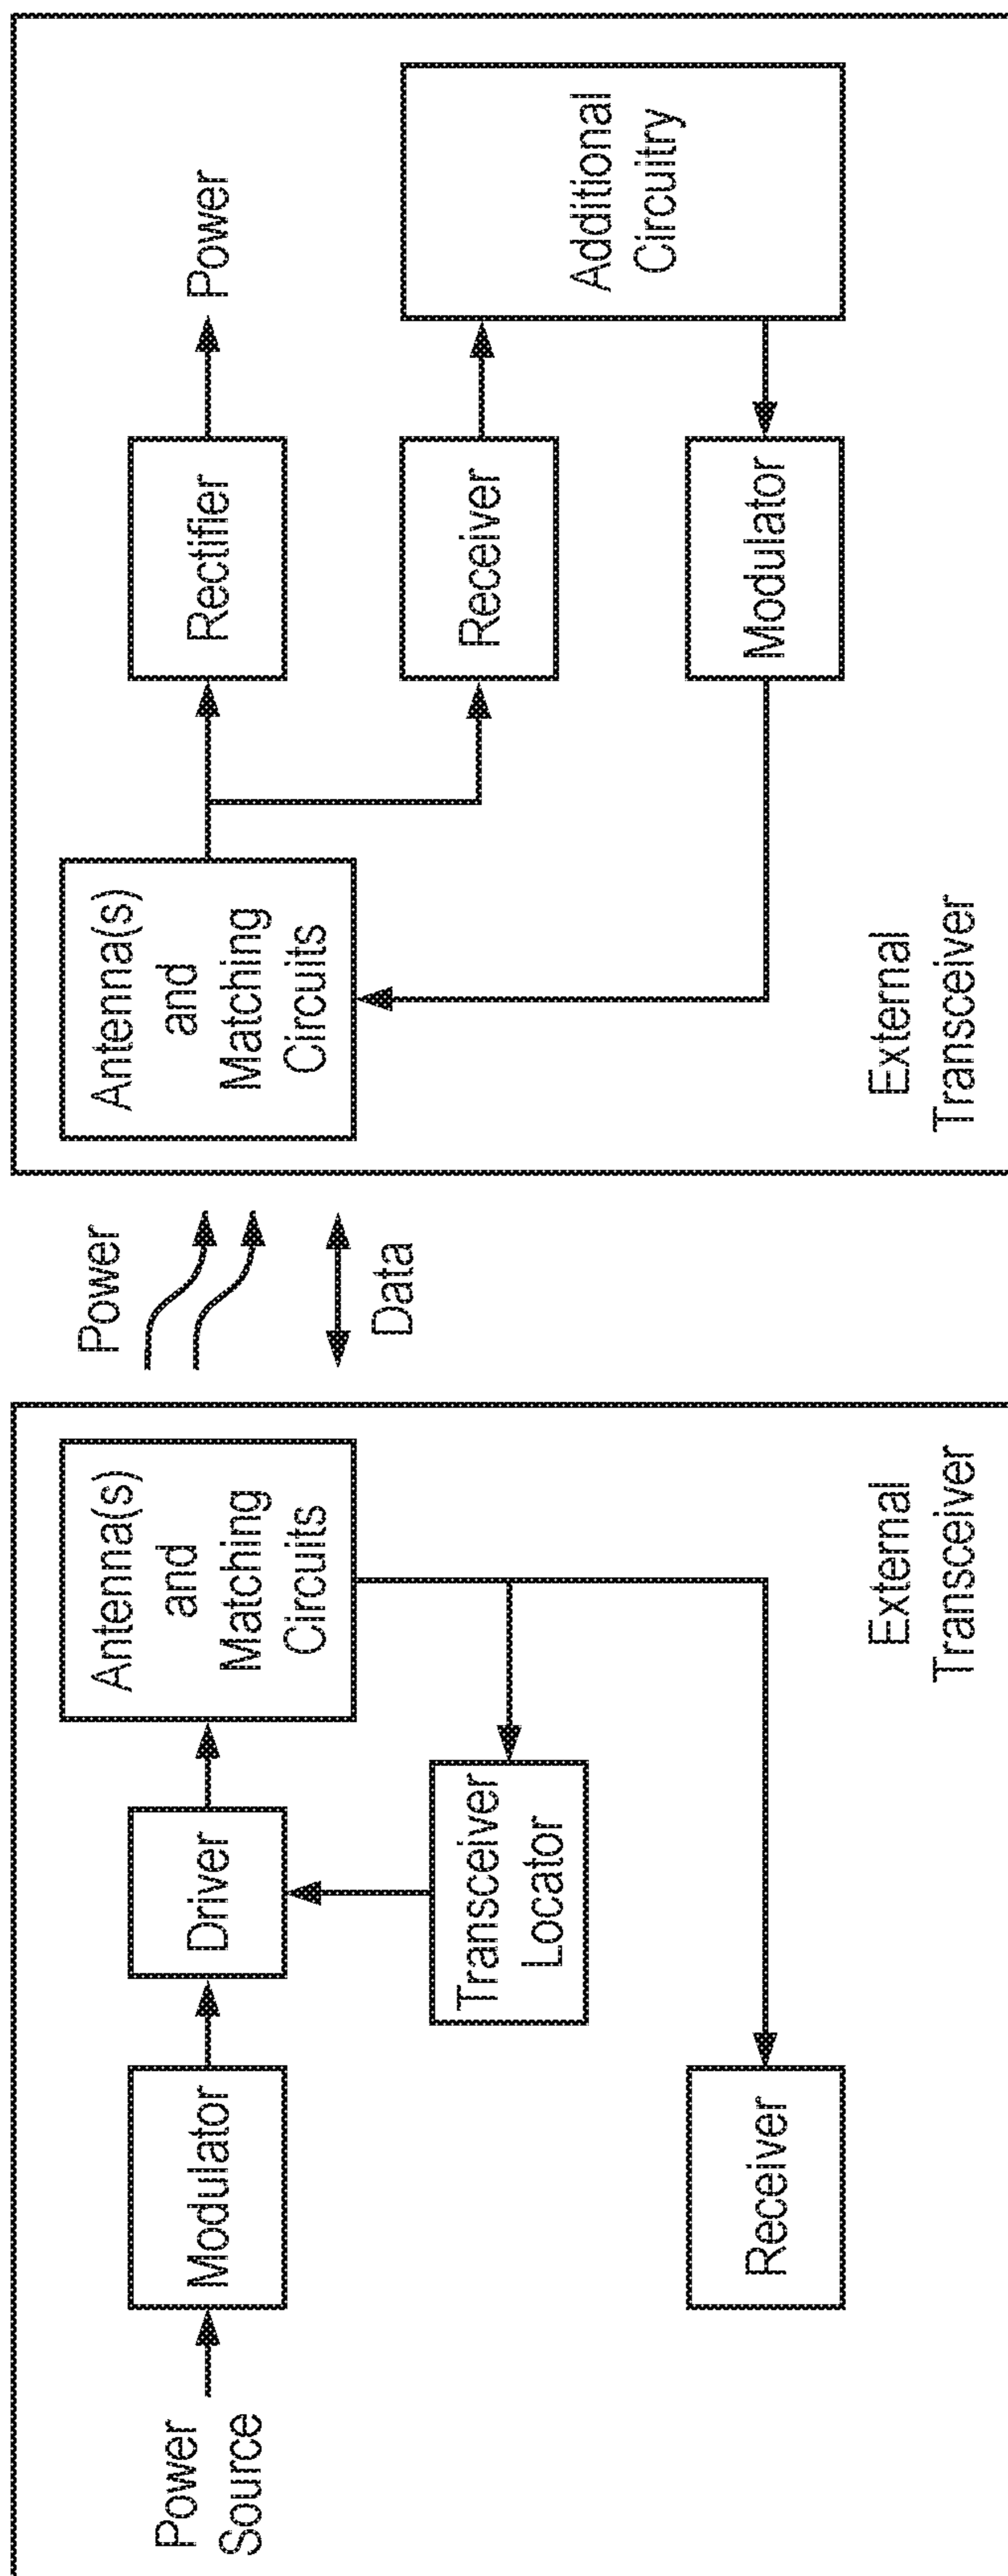 Power
Source
Modulator
Driver
Antenna(s)
and
Matching
Circuits
Transceiver
Locator
Receiver
External
Transceiver
Power
Data
Antenna(s)
and
Matching
Circuits
Rectifier
Power
Receiver
Additional
Circuitry
Modulator
External
Transceiver